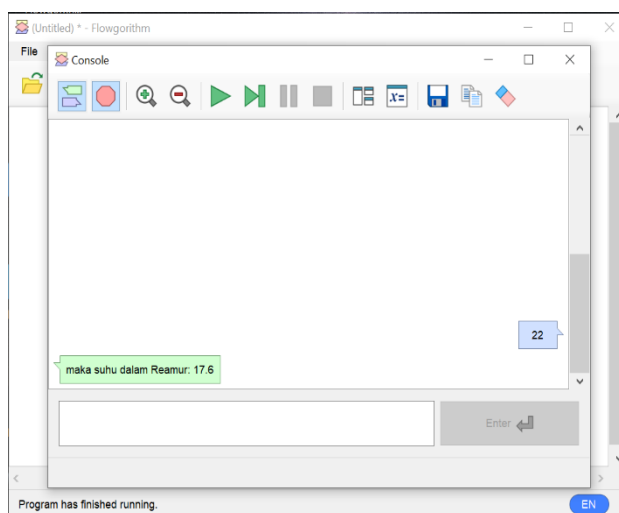 (Untitled) * - Flowgorithm
File
Console
x=
22
maka suhu dalam Reamur: 17.6
Enter
Program has finished running.
EN